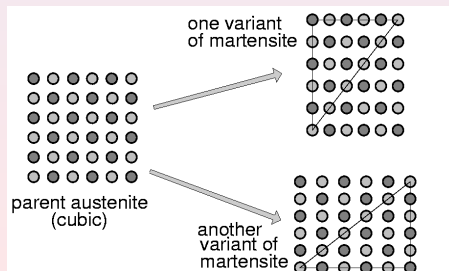 one variant
of martensite
parent austenite
(cubic)
another
variant of
martensite